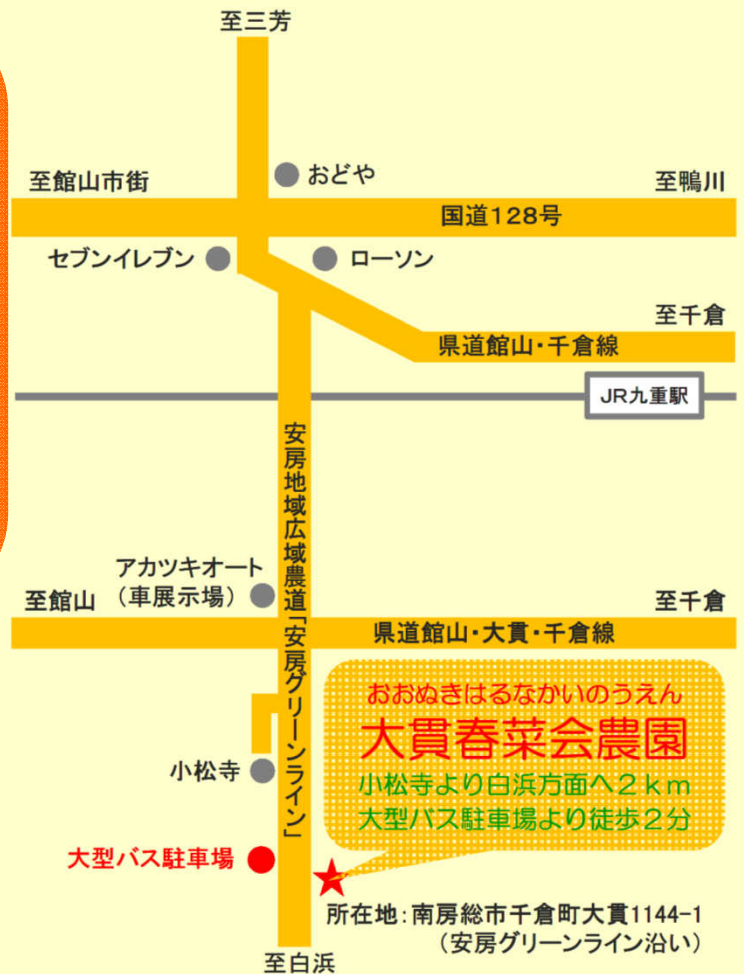 至三芳
おどや
至館山市街
至鴨川
国道128号
セブンイレブン
ローソン
至千倉
県道館山・千倉線
JR九重駅
安房地域広域農道「安房グリーンライン」
アカツキオート
(車展示場)
至館山
至千倉
県道館山・大貫・千倉線
おおぬきはるなかいのうえん
大貫春菜会農園
小松寺より白浜方面へ2km
大型バス駐車場より徒歩2分
小松寺
大型バス駐車場
所在地:南房総市千倉町大貫1144-1
(安房グリーンライン沿い)
至白浜